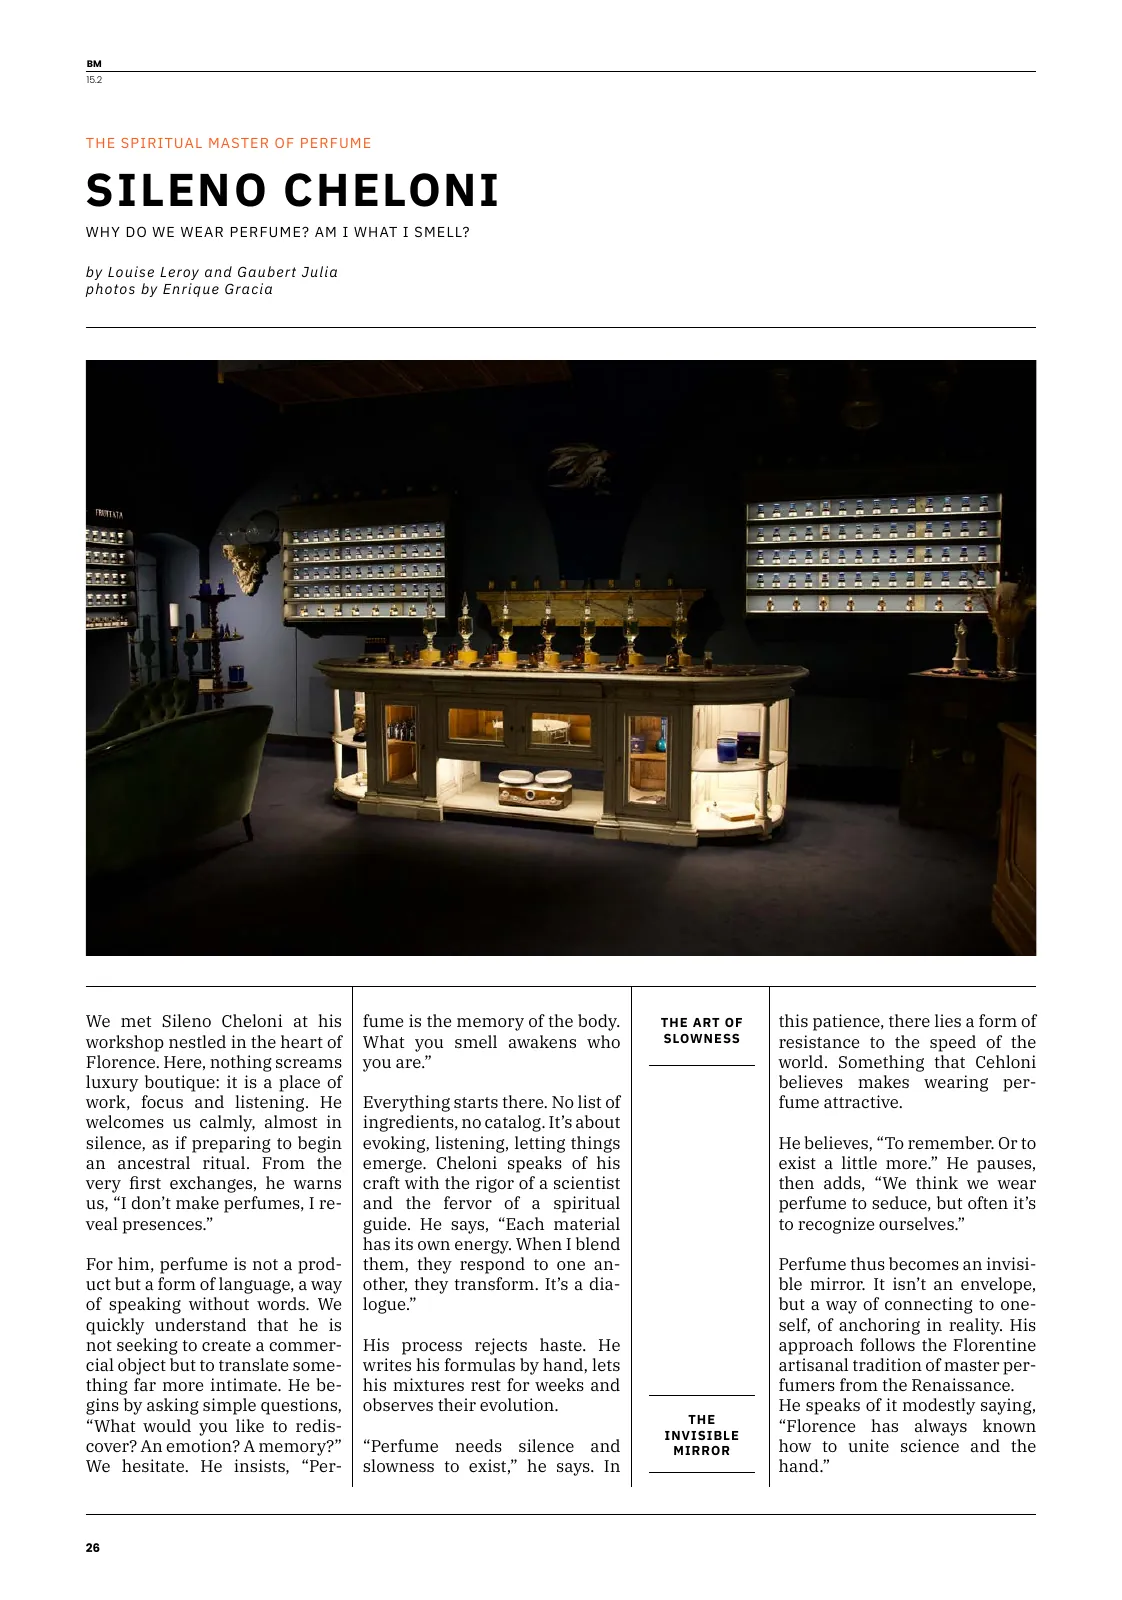 BM
15.2
THE SPIRITUAL MASTER OF PERFUME
SILENO CHELONI
WHY DO WE WEAR PERFUME? AM I WHAT I SMELL?
by Louise Leroy and Gaubert Julia
photos by Enrique Gracia
FRUTTATA
We met Sileno Cheloni at his
workshop nestled in the heart of
Florence. Here, nothing screams
luxury boutique: it is a place of
work, focus and listening. He
welcomes us calmly, almost in
silence, as if preparing to begin
an ancestral ritual. From the
very first exchanges, he warns
us, “I don’t make perfumes, I re-
veal presences.”
For him, perfume is not a prod-
uct but a form of language, a way
of speaking without words. We
quickly understand that he is
not seeking to create a commer-
cial object but to translate some-
thing far more intimate. He be-
gins by asking simple questions,
“What would you like to redis-
cover? An emotion? A memory?”
We hesitate. He insists, “Per-
fume is the memory of the body.
What you smell awakens who
you are.”
Everything starts there. No list of
ingredients, no catalog. It’s about
evoking, listening, letting things
emerge. Cheloni speaks of his
craft with the rigor of a scientist
and the fervor of a spiritual
guide. He says, “Each material
has its own energy. When I blend
them, they respond to one an-
other, they transform. It’s a dia-
logue.”
His process rejects haste. He
writes his formulas by hand, lets
his mixtures rest for weeks and
observes their evolution.
“Perfume needs silence and
slowness to exist,” he says. In
THE ART OF
SLOWNESS
THE
INVISIBLE
MIRROR
this patience, there lies a form of
resistance to the speed of the
world. Something that Cehloni
believes makes wearing per-
fume attractive.
He believes, “To remember. Or to
exist a little more.” He pauses,
then adds, “We think we wear
perfume to seduce, but often it’s
to recognize ourselves.”
Perfume thus becomes an invisi-
ble mirror. It isn’t an envelope,
but a way of connecting to one-
self, of anchoring in reality. His
approach follows the Florentine
artisanal tradition of master per-
fumers from the Renaissance.
He speaks of it modestly saying,
“Florence has always known
how to unite science and the
hand.”
26